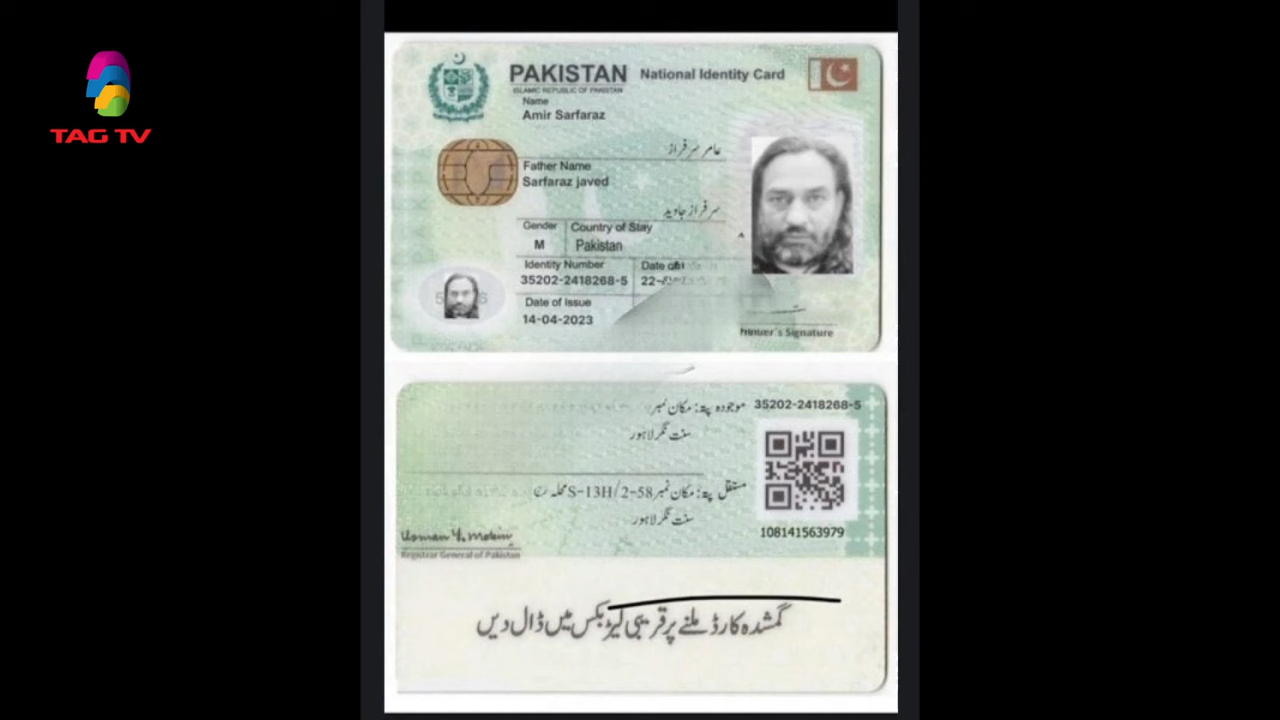 TAG TV
PAKISTAN National Identity Card
ISLAMIC REPUBLIC OF PAKISTAN
Name
Amir Sarfaraz
عامر سرفراز
Father Name
Sarfaraz javed
سرفراز جاوید
Gender Country of Stay
M Pakistan
Identity Number Date of
35202-2418268-5 22-
Date of Issue
14-04-2023
Signature
موجودہ پتہ: مکان نمبر 35202-2418268-5
سنت نگر لاہور
مستقل پتہ: مکان نمبر S-13H/2-58 محلہ
سنت نگر لاہور
108141563979
Registrar General of Pakistan
گمشدہ کارڈ ملنے پر قریبی لیٹر بکس میں ڈال دیں